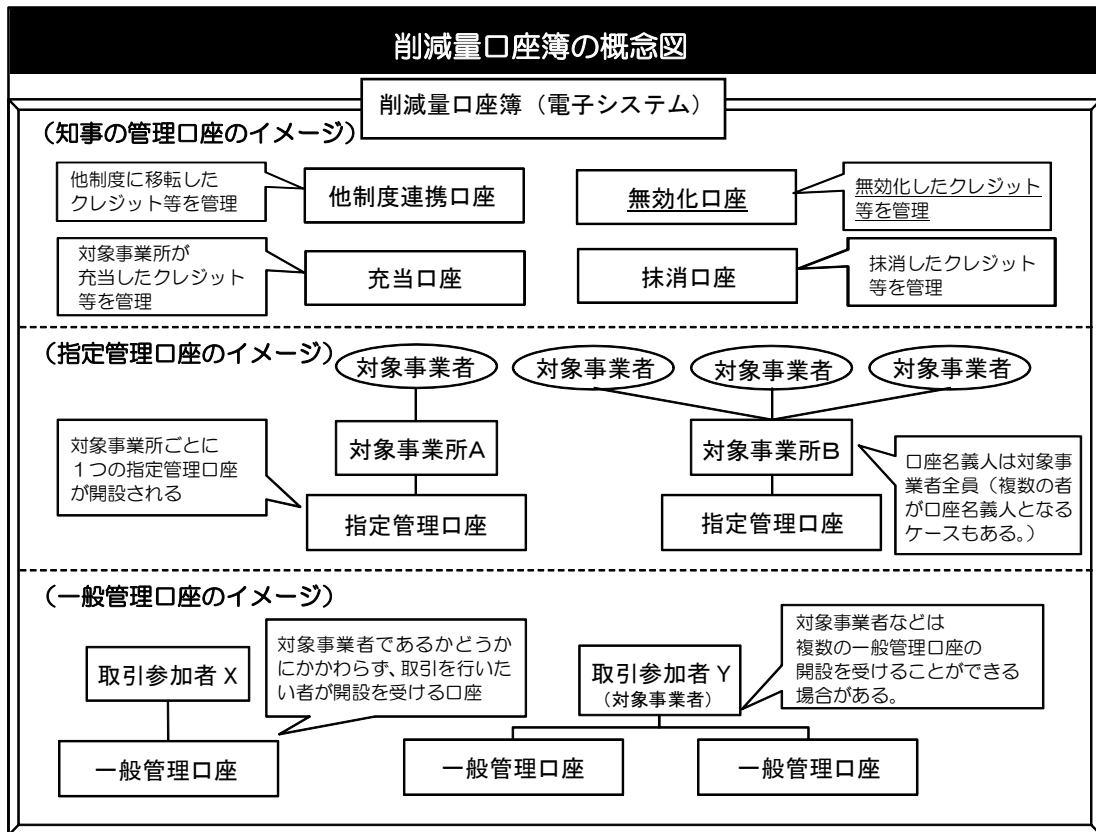 削減量口座簿の概念図
削減量口座簿（電子システム）
（知事の管理口座のイメージ）
他制度に移転した
クレジット等を管理
他制度連携口座
無効化口座
無効化したクレジット
等を管理
対象事業所が
充当したクレジット
等を管理
充当口座
抹消口座
抹消したクレジット
等を管理
（指定管理口座のイメージ）
対象事業者
対象事業者
対象事業者
対象事業者
対象事業所ごとに
１つの指定管理口座
が開設される
対象事業所A
対象事業所B
口座名義人は対象事
業者全員（複数の者
が口座名義人となる
ケースもある。）
指定管理口座
指定管理口座
（一般管理口座のイメージ）
取引参加者 X
対象事業者であるかどうか
にかかわらず、取引を行いた
い者が開設を受ける口座
取引参加者 Y
（対象事業者）
対象事業者などは
複数の一般管理口座の
開設を受けることができる
場合がある。
一般管理口座
一般管理口座
一般管理口座